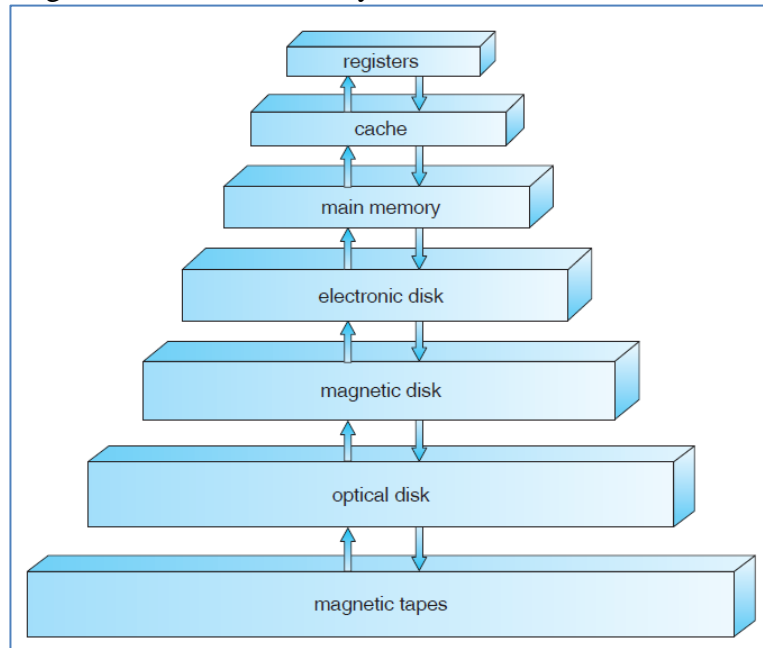 registers
cache
main memory
electronic disk
magnetic disk
optical disk
magnetic tapes